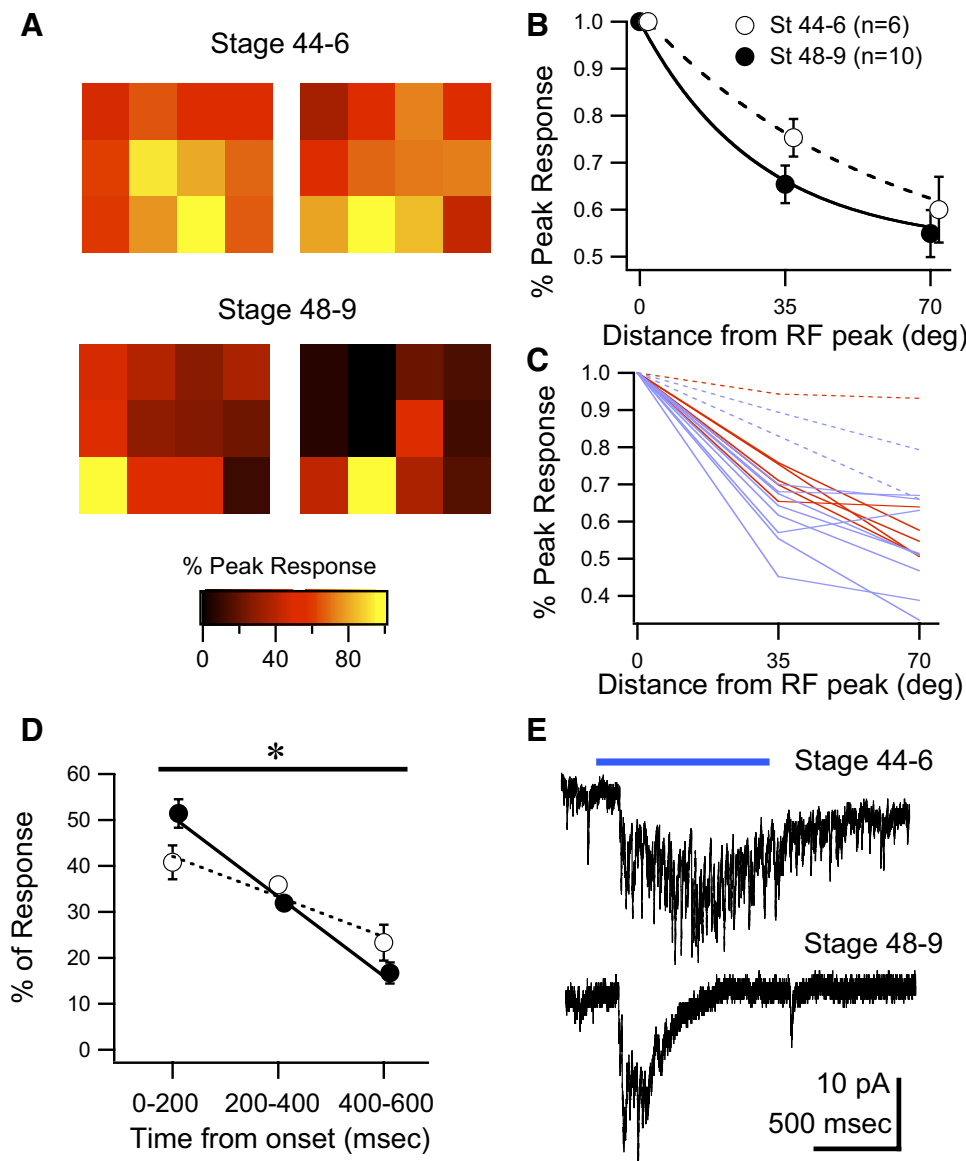 A
Stage 44-6
Stage 48-9
% Peak Response
0 40 80
B
St 44-6 (n=6)
St 48-9 (n=10)
% Peak Response
1.0
0.9
0.8
0.7
0.6
0.5
0 35 70
Distance from RF peak (deg)
C
% Peak Response
1.0
0.9
0.8
0.7
0.6
0.5
0.4
0 35 70
Distance from RF peak (deg)
D
*
% of Response
60
50
40
30
20
10
0
0-200 200-400 400-600
Time from onset (msec)
E
Stage 44-6
Stage 48-9
10 pA
500 msec